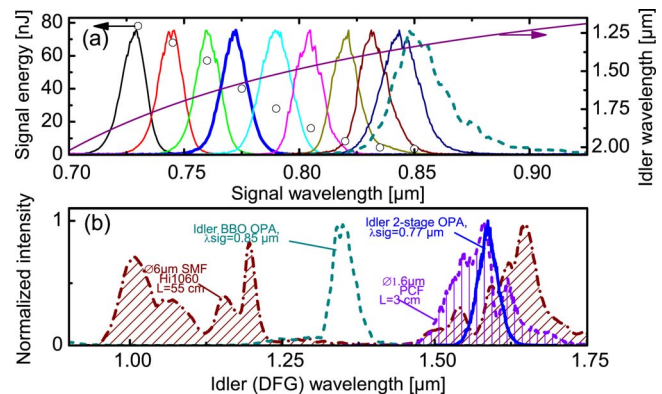 (a)
Signal energy [nJ]
80
60
40
20
0
1.25
1.50
1.75
2.00
Idler wavelength [µm]
0.70
0.75
0.80
0.85
0.90
Signal wavelength [µm]
(b)
Normalized intensity
1
0
Idler BBO OPA,
λsig=0.85 µm
Idler 2-stage OPA,
λsig=0.77 µm
Ø6µm SMF
Hi1060
L=55 cm
Ø1.6µm
PCF
L=3 cm
1.00
1.25
1.50
1.75
Idler (DFG) wavelength [µm]